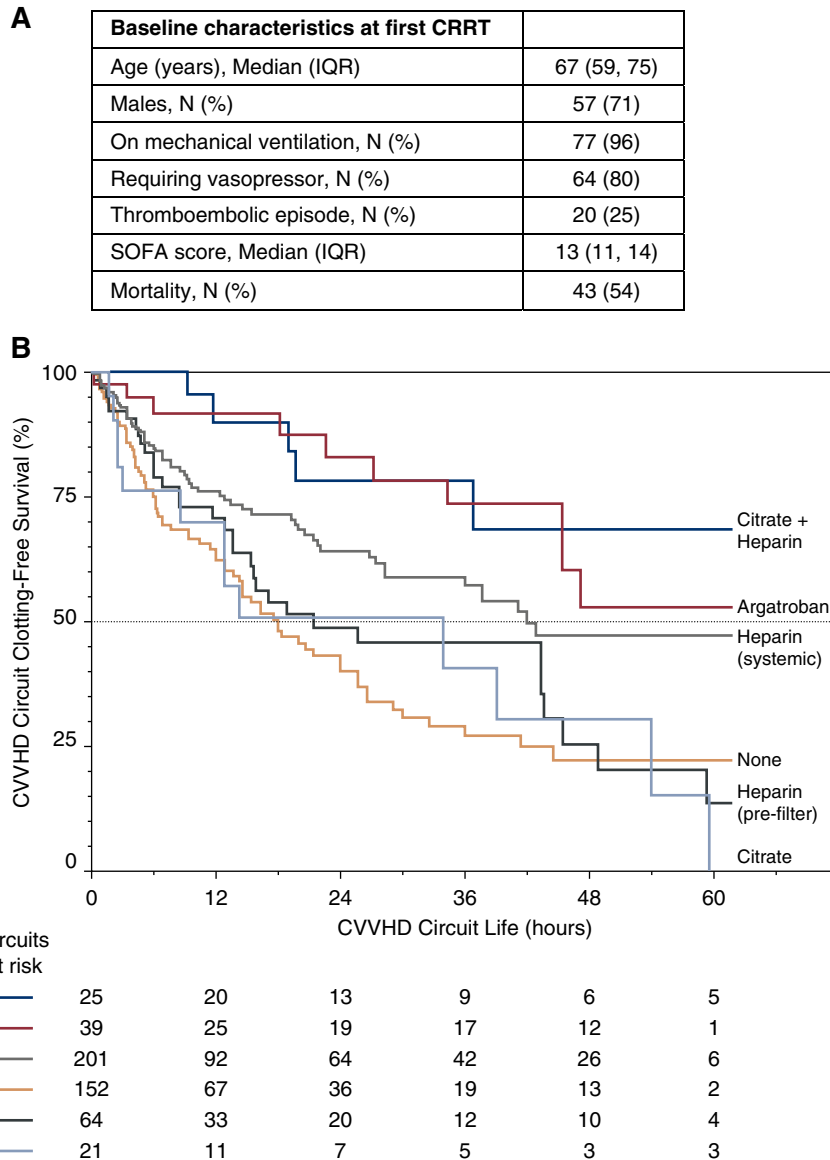 A
Baseline characteristics at first CRRT
Age (years), Median (IQR) 67 (59, 75)
Males, N (%) 57 (71)
On mechanical ventilation, N (%) 77 (96)
Requiring vasopressor, N (%) 64 (80)
Thromboembolic episode, N (%) 20 (25)
SOFA score, Median (IQR) 13 (11, 14)
Mortality, N (%) 43 (54)
B
CVVHD Circuit Clotting-Free Survival (%)
100
75
50
25
0
Citrate +
Heparin
Argatroban
Heparin
(systemic)
None
Heparin
(pre-filter)
Citrate
0 12 24 36 48 60
CVVHD Circuit Life (hours)
ircuits
t risk
25 20 13 9 6 5
39 25 19 17 12 1
201 92 64 42 26 6
152 67 36 19 13 2
64 33 20 12 10 4
21 11 7 5 3 3